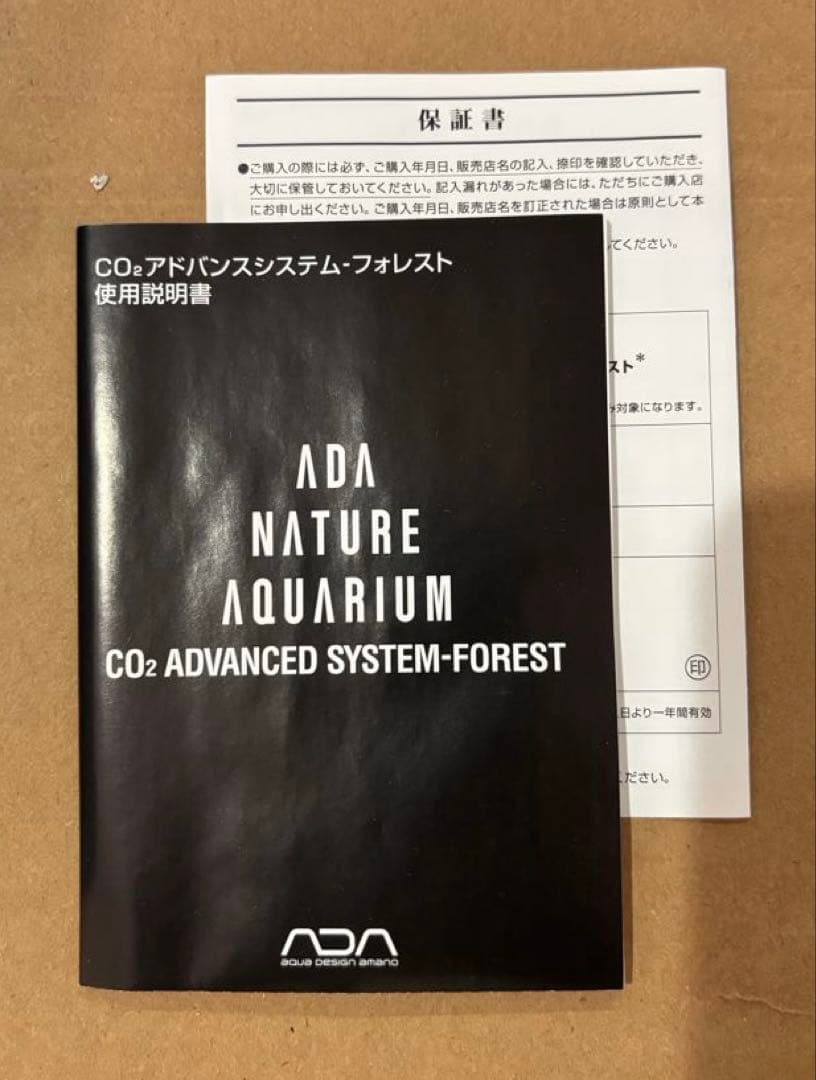 保証書
●ご購入の際には必ず、ご購入年月日、販売店名の記入、捺印を確認していただき、
大切に保管しておいてください。記入漏れがあった場合には、ただちにご購入店
にお申し出ください。ご購入年月日、販売店名を訂正された場合は原則として本
てください。
スト*
対象になります。
印
日より一年間有効
ください。
CO2アドバンスシステム-フォレスト
使用説明書
ADA
NATURE
AQUARIUM
CO2 ADVANCED SYSTEM-FOREST
ADA
AQUA DESIGN AMANO